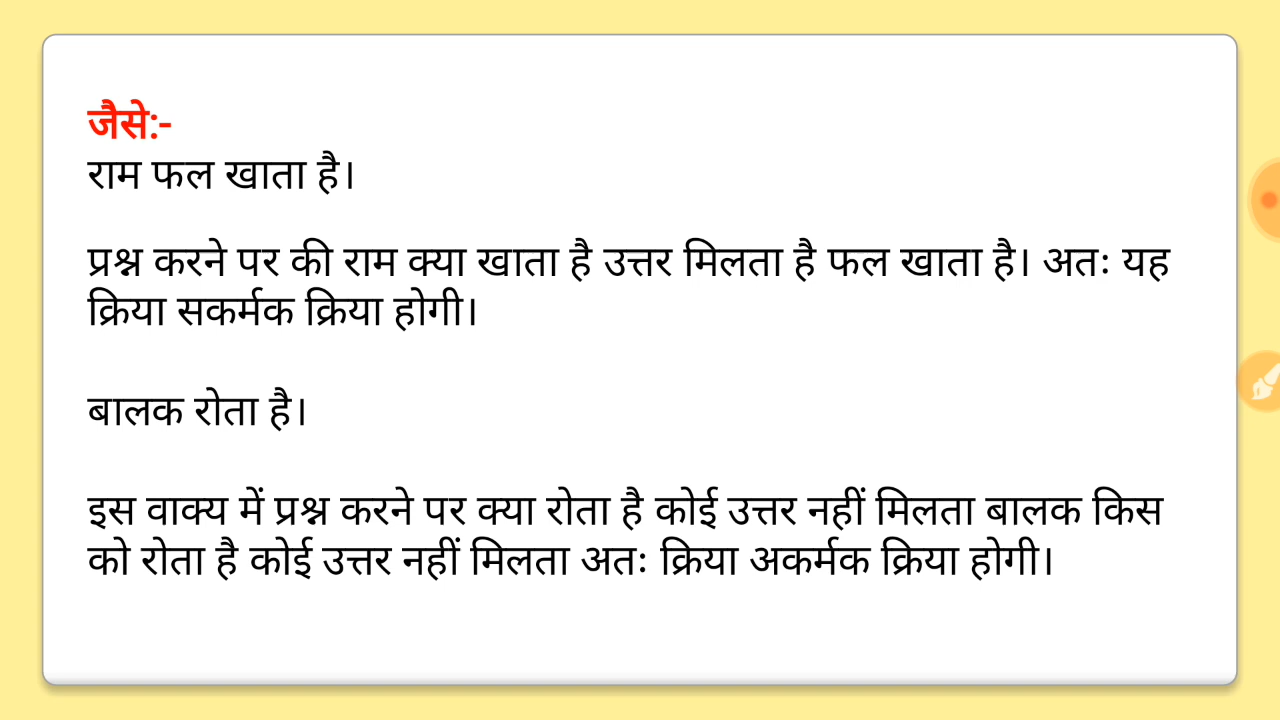 जैसे:-
राम फल खाता है।
प्रश्न करने पर की राम क्या खाता है उत्तर मिलता है फल खाता है। अतः यह
क्रिया सकर्मक क्रिया होगी।
बालक रोता है।
इस वाक्य में प्रश्न करने पर क्या रोता है कोई उत्तर नहीं मिलता बालक किस
को रोता है कोई उत्तर नहीं मिलता अतः क्रिया अकर्मक क्रिया होगी।